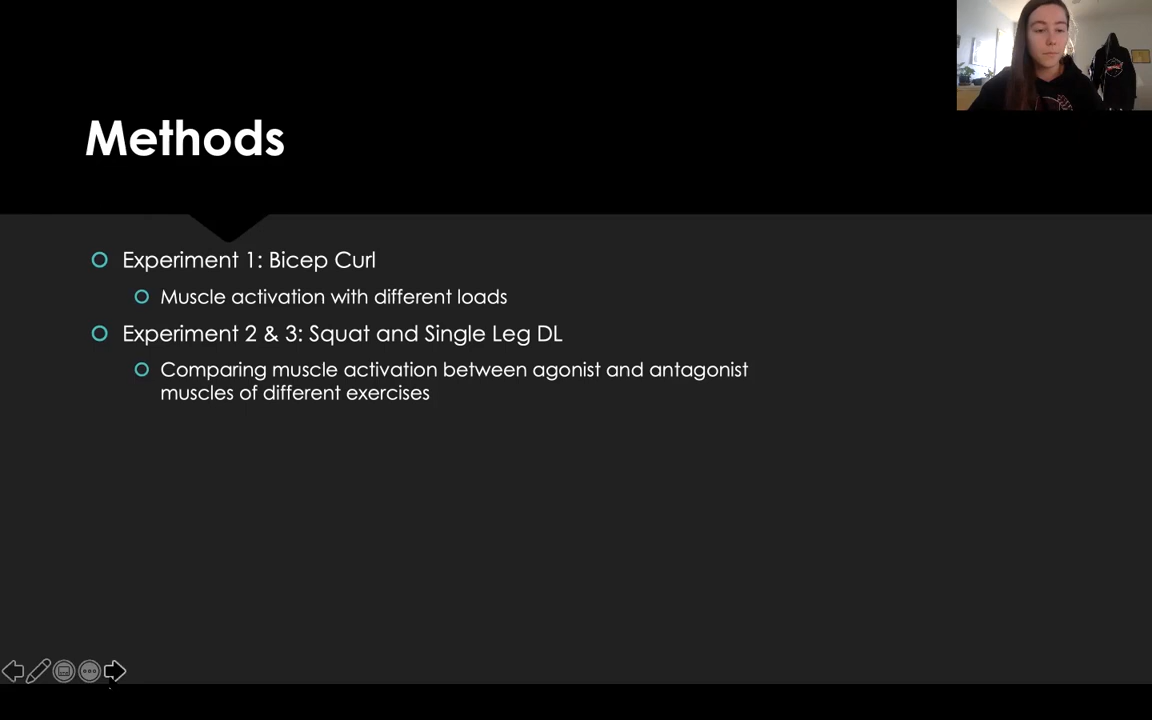 Methods
Experiment 1: Bicep Curl
Muscle activation with different loads
Experiment 2 & 3: Squat and Single Leg DL
Comparing muscle activation between agonist and antagonist
muscles of different exercises